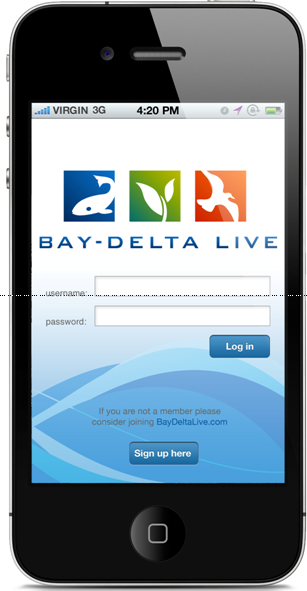 VIRGIN 3G 4:20 PM
BAY-DELTA LIVE
username:
password:
Log in
If you are not a member please
consider joining BayDeltaLive.com
Sign up here